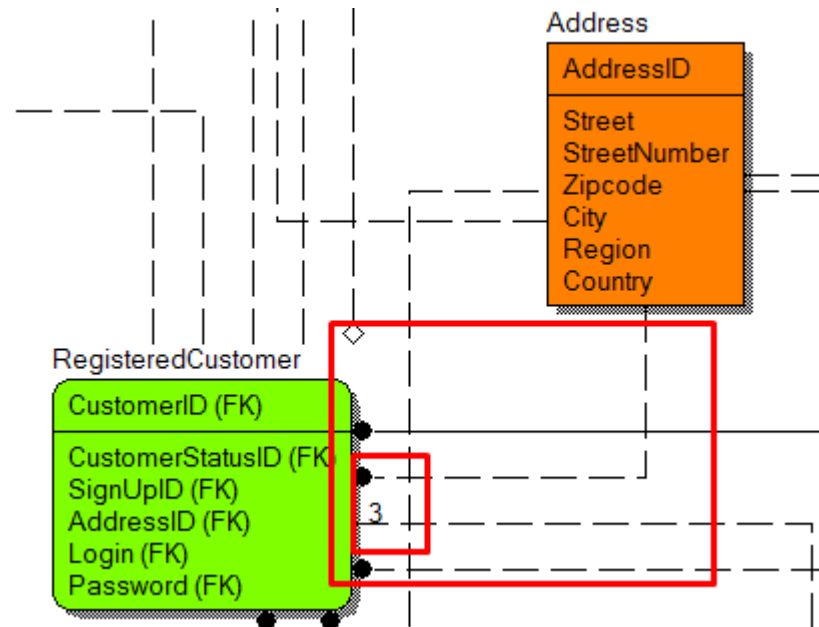 Address
AddressID
Street
StreetNumber
Zipcode
City
Region
Country
RegisteredCustomer
CustomerID (FK)
CustomerStatusID (FK)
SignUpID (FK)
AddressID (FK)
Login (FK)
Password (FK)
3